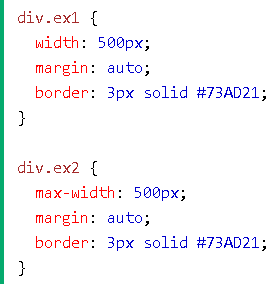 div.ex1 {
  width: 500px;
  margin: auto;
  border: 3px solid #73AD21;
}

div.ex2 {
  max-width: 500px;
  margin: auto;
  border: 3px solid #73AD21;
}